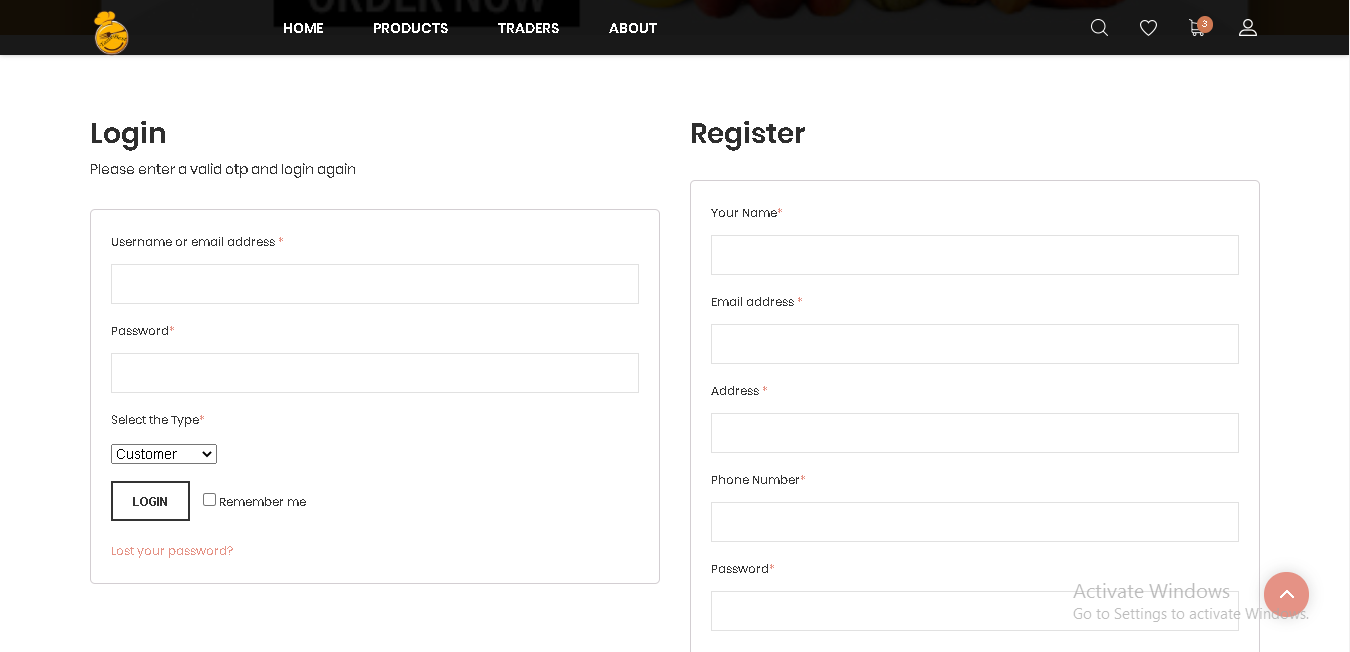 ORDER NOW
HOME
PRODUCTS
TRADERS
ABOUT
3
Login
Please enter a valid otp and login again
Username or email address *
Password*
Select the Type*
Customer
LOGIN
Remember me
Lost your password?
Register
Your Name*
Email address *
Address *
Phone Number*
Password*
Activate Windows
Go to Settings to activate Windows.